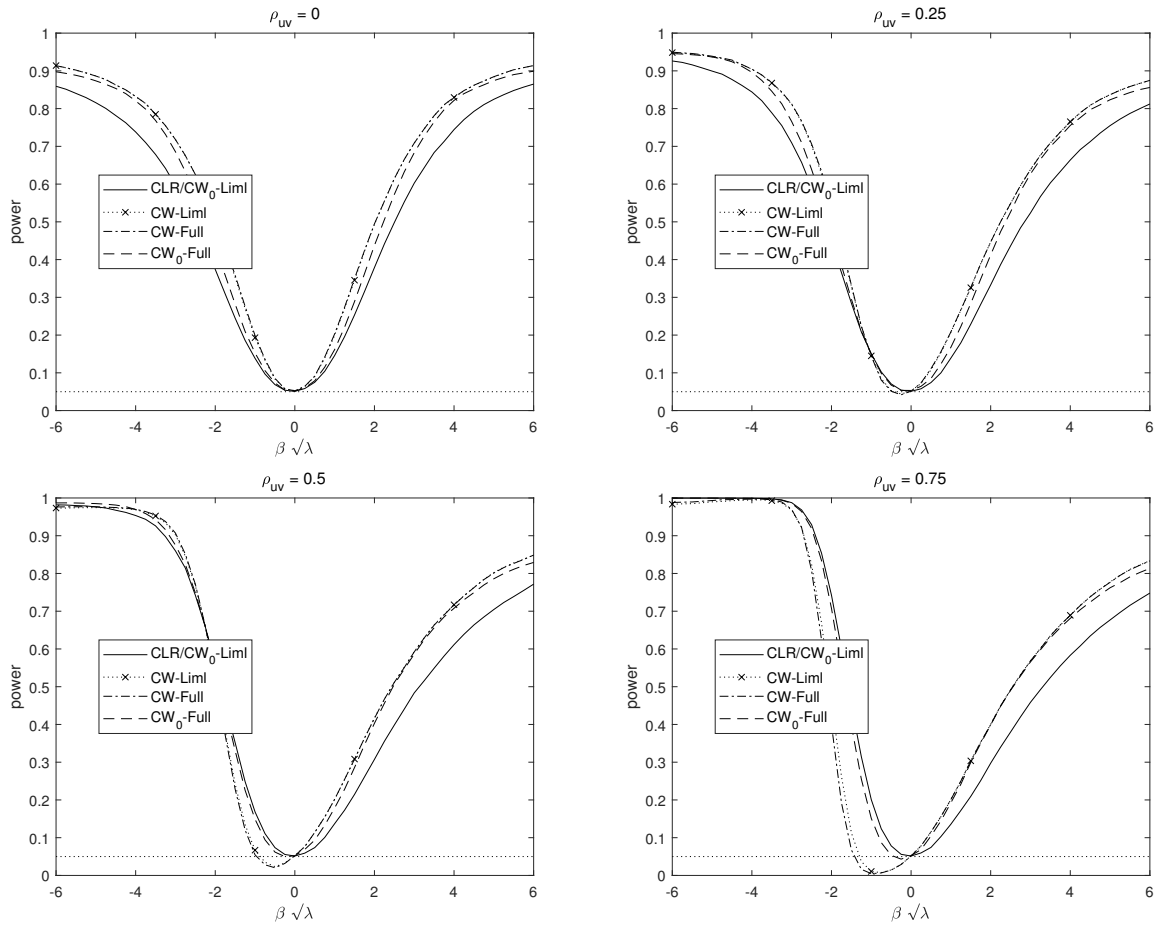 ρuv = 0
power
1
0.9
0.8
0.7
0.6
0.5
0.4
0.3
0.2
0.1
0
CLR/CW0-Liml
CW-Liml
CW-Full
CW0-Full
-6 -4 -2 0 2 4 6
β √λ
ρuv = 0.25
power
1
0.9
0.8
0.7
0.6
0.5
0.4
0.3
0.2
0.1
0
CLR/CW0-Liml
CW-Liml
CW-Full
CW0-Full
-6 -4 -2 0 2 4 6
β √λ
ρuv = 0.5
power
1
0.9
0.8
0.7
0.6
0.5
0.4
0.3
0.2
0.1
0
CLR/CW0-Liml
CW-Liml
CW-Full
CW0-Full
-6 -4 -2 0 2 4 6
β √λ
ρuv = 0.75
power
1
0.9
0.8
0.7
0.6
0.5
0.4
0.3
0.2
0.1
0
CLR/CW0-Liml
CW-Liml
CW-Full
CW0-Full
-6 -4 -2 0 2 4 6
β √λ